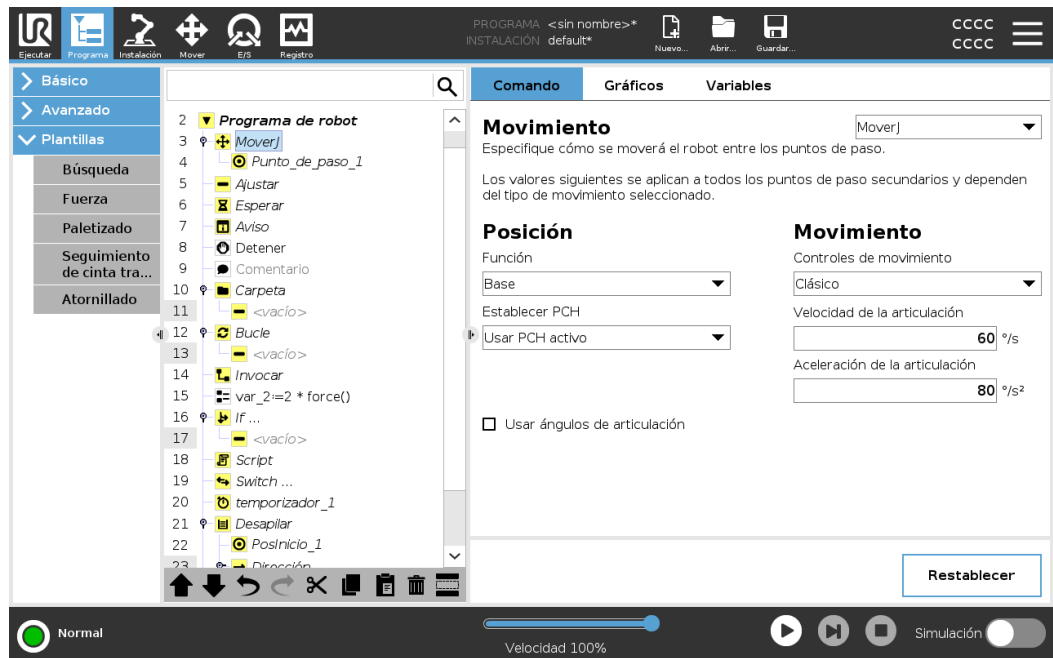 UR
PROGRAMA <sin nombre>*
INSTALACIÓN default*
Ejecutar
Programa
Instalación
Mover
E/S
Registro
Nuevo...
Abrir...
Guardar...
CCCC
CCCC
Básico
Avanzado
Plantillas
Búsqueda
Fuerza
Paletizado
Seguimiento
de cinta tra...
Atornillado
2 Programa de robot
3 MoverJ
4 Punto_de_paso_1
5 Ajustar
6 Esperar
7 Aviso
8 Detener
9 Comentario
10 Carpeta
11 <vacío>
12 Bucle
13 <vacío>
14 Invocar
15 var_2:=2 * force()
16 If ...
17 <vacío>
18 Script
19 Switch ...
20 temporizador_1
21 Desapilar
22 PosInicio_1
23 Dirección
Comando
Gráficos
Variables
Movimiento
MoverJ
Especifique cómo se moverá el robot entre los puntos de paso.
Los valores siguientes se aplican a todos los puntos de paso secundarios y dependen
del tipo de movimiento seleccionado.
Posición
Función
Base
Establecer PCH
Usar PCH activo
Usar ángulos de articulación
Movimiento
Controles de movimiento
Clásico
Velocidad de la articulación
60 °/s
Aceleración de la articulación
80 °/s²
Restablecer
Normal
Velocidad 100%
Simulación